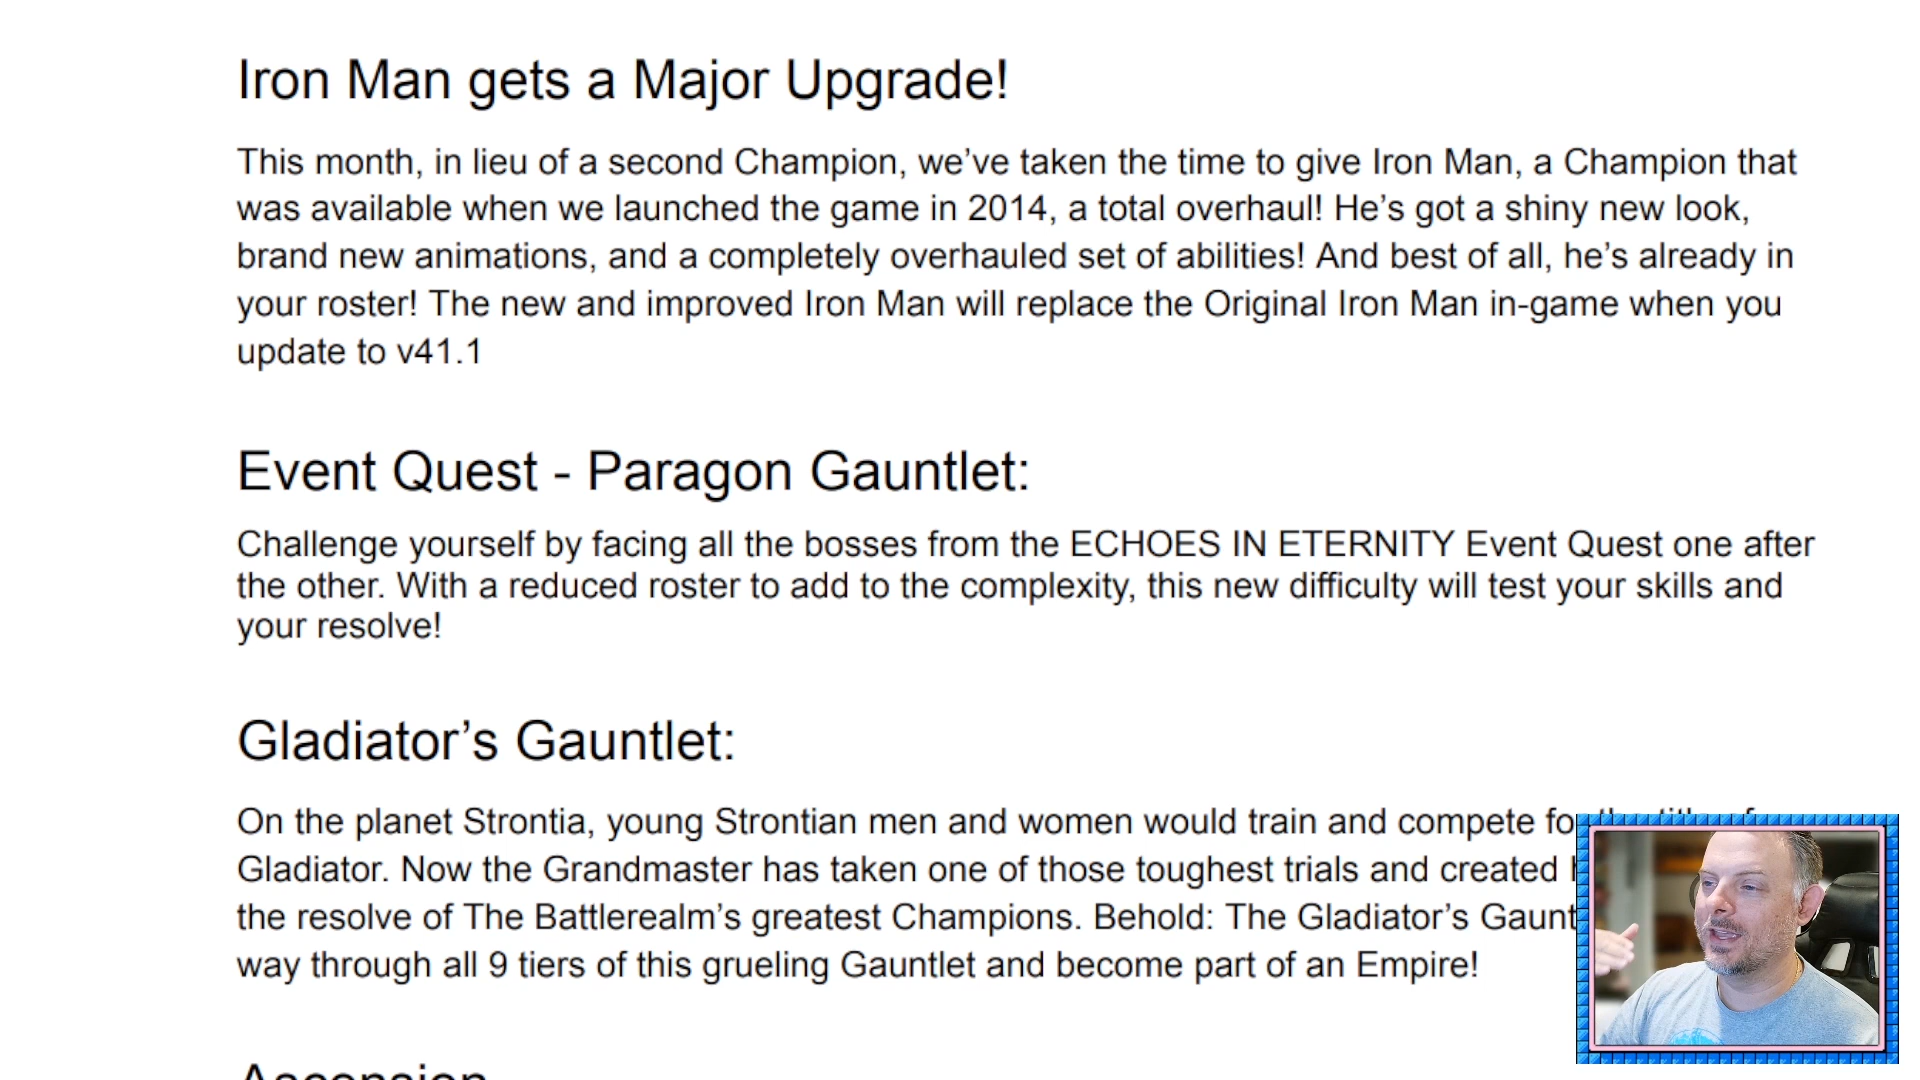 Iron Man gets a Major Upgrade!
This month, in lieu of a second Champion, we’ve taken the time to give Iron Man, a Champion that
was available when we launched the game in 2014, a total overhaul! He’s got a shiny new look,
brand new animations, and a completely overhauled set of abilities! And best of all, he’s already in
your roster! The new and improved Iron Man will replace the Original Iron Man in-game when you
update to v41.1
Event Quest - Paragon Gauntlet:
Challenge yourself by facing all the bosses from the ECHOES IN ETERNITY Event Quest one after
the other. With a reduced roster to add to the complexity, this new difficulty will test your skills and
your resolve!
Gladiator’s Gauntlet:
On the planet Strontia, young Strontian men and women would train and compete
Gladiator. Now the Grandmaster has taken one of those toughest trials and created
the resolve of The Battlerealm’s greatest Champions. Behold: The Gladiator’s
way through all 9 tiers of this grueling Gauntlet and become part of an Empire!
Ascension